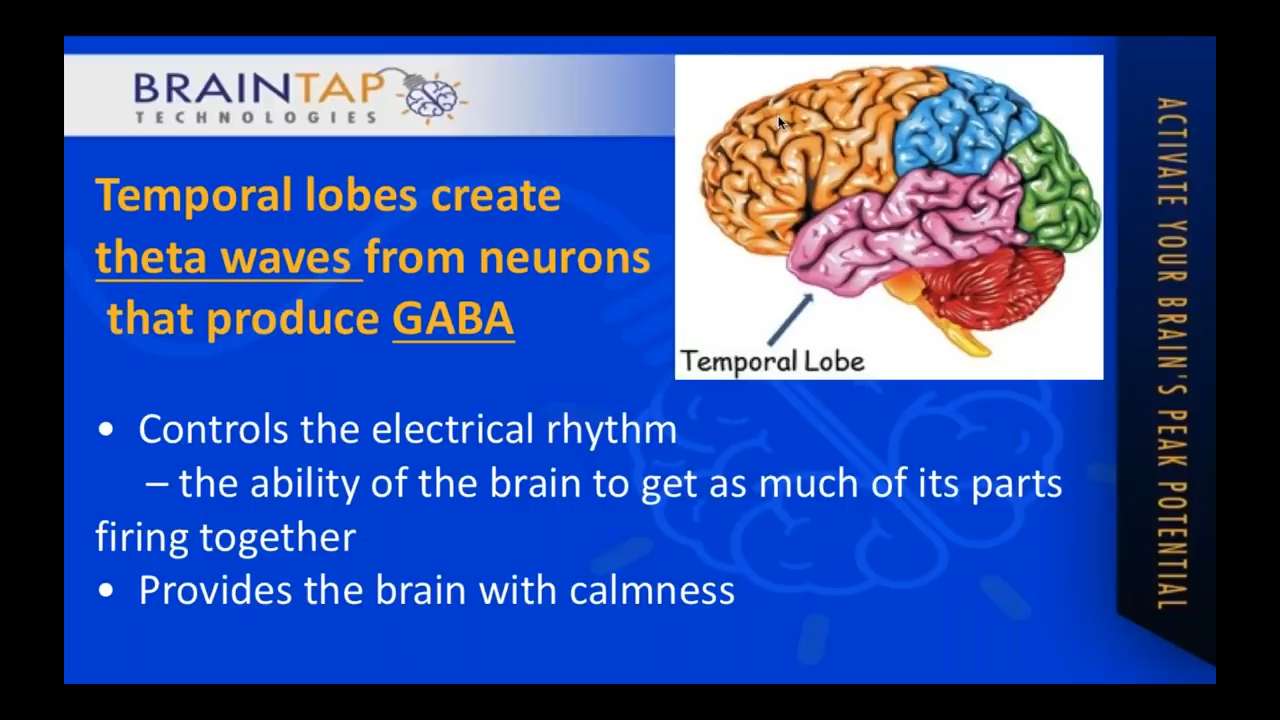 BRAINTAP
TECHNOLOGIES
Temporal lobes create
theta waves from neurons
that produce GABA
Temporal Lobe
• Controls the electrical rhythm
– the ability of the brain to get as much of its parts
firing together
• Provides the brain with calmness
ACTIVATE YOUR BRAIN'S PEAK POTENTIAL